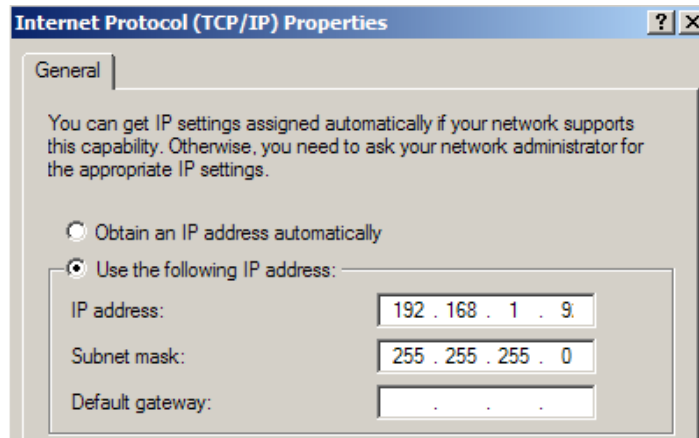 Internet Protocol (TCP/IP) Properties
General
You can get IP settings assigned automatically if your network supports
this capability. Otherwise, you need to ask your network administrator for
the appropriate IP settings.
Obtain an IP address automatically
Use the following IP address:
IP address: 192 . 168 . 1 .
Subnet mask: 255 . 255 . 255 . 0
Default gateway: . . .